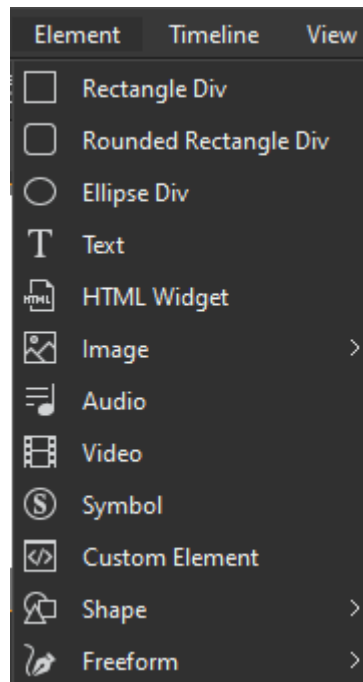 Element Timeline View
Rectangle Div
Rounded Rectangle Div
Ellipse Div
T Text
HTML HTML Widget
Image
Audio
Video
S Symbol
</> Custom Element
Shape
Freeform